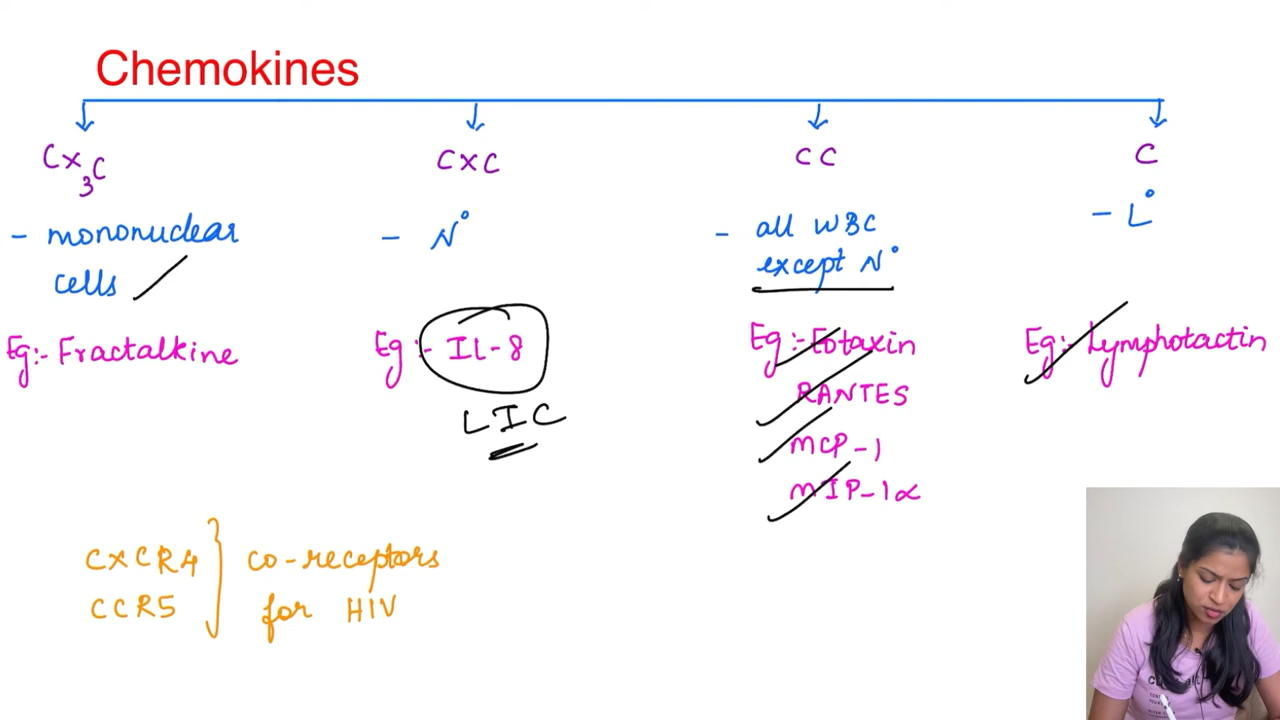 Chemokines
Cx3C
- mononuclear
cells
Eg:- Fractalkine
CXC
- N°
Eg:- IL-8
LIC
CC
- all WBC
except N°
Eg:- Eotaxin
RANTES
MCP-1
MIP-1α
C
- L°
Eg:- Lymphotactin
CXCR4
CCR5
co-receptors
for HIV